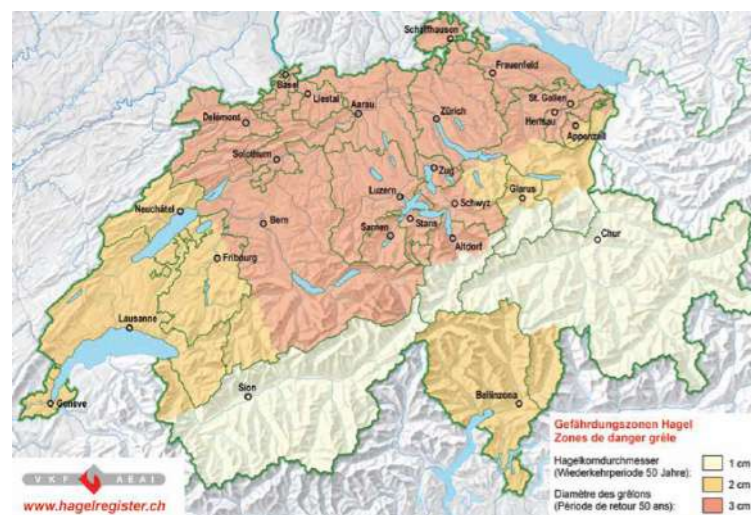 Schaffhausen
Frauenfeld
Basel
Liestal
St. Gallen
Delémont
Aarau
Zürich
Herisau
Appenzell
Solothurn
Zug
Luzern
Glarus
Neuchâtel
Schwyz
Bern
Stans
Sarnen
Altdorf
Chur
Fribourg
Lausanne
Sion
Bellinzona
Genève
Gefährdungszonen Hagel
Zones de danger grêle
Hagelkorndurchmesser
(Wiederkehrperiode 50 Jahre):
1 cm
2 cm
Diamètre des grêlons
(Période de retour 50 ans):
3 cm
VKF AEAI
www.hagelregister.ch